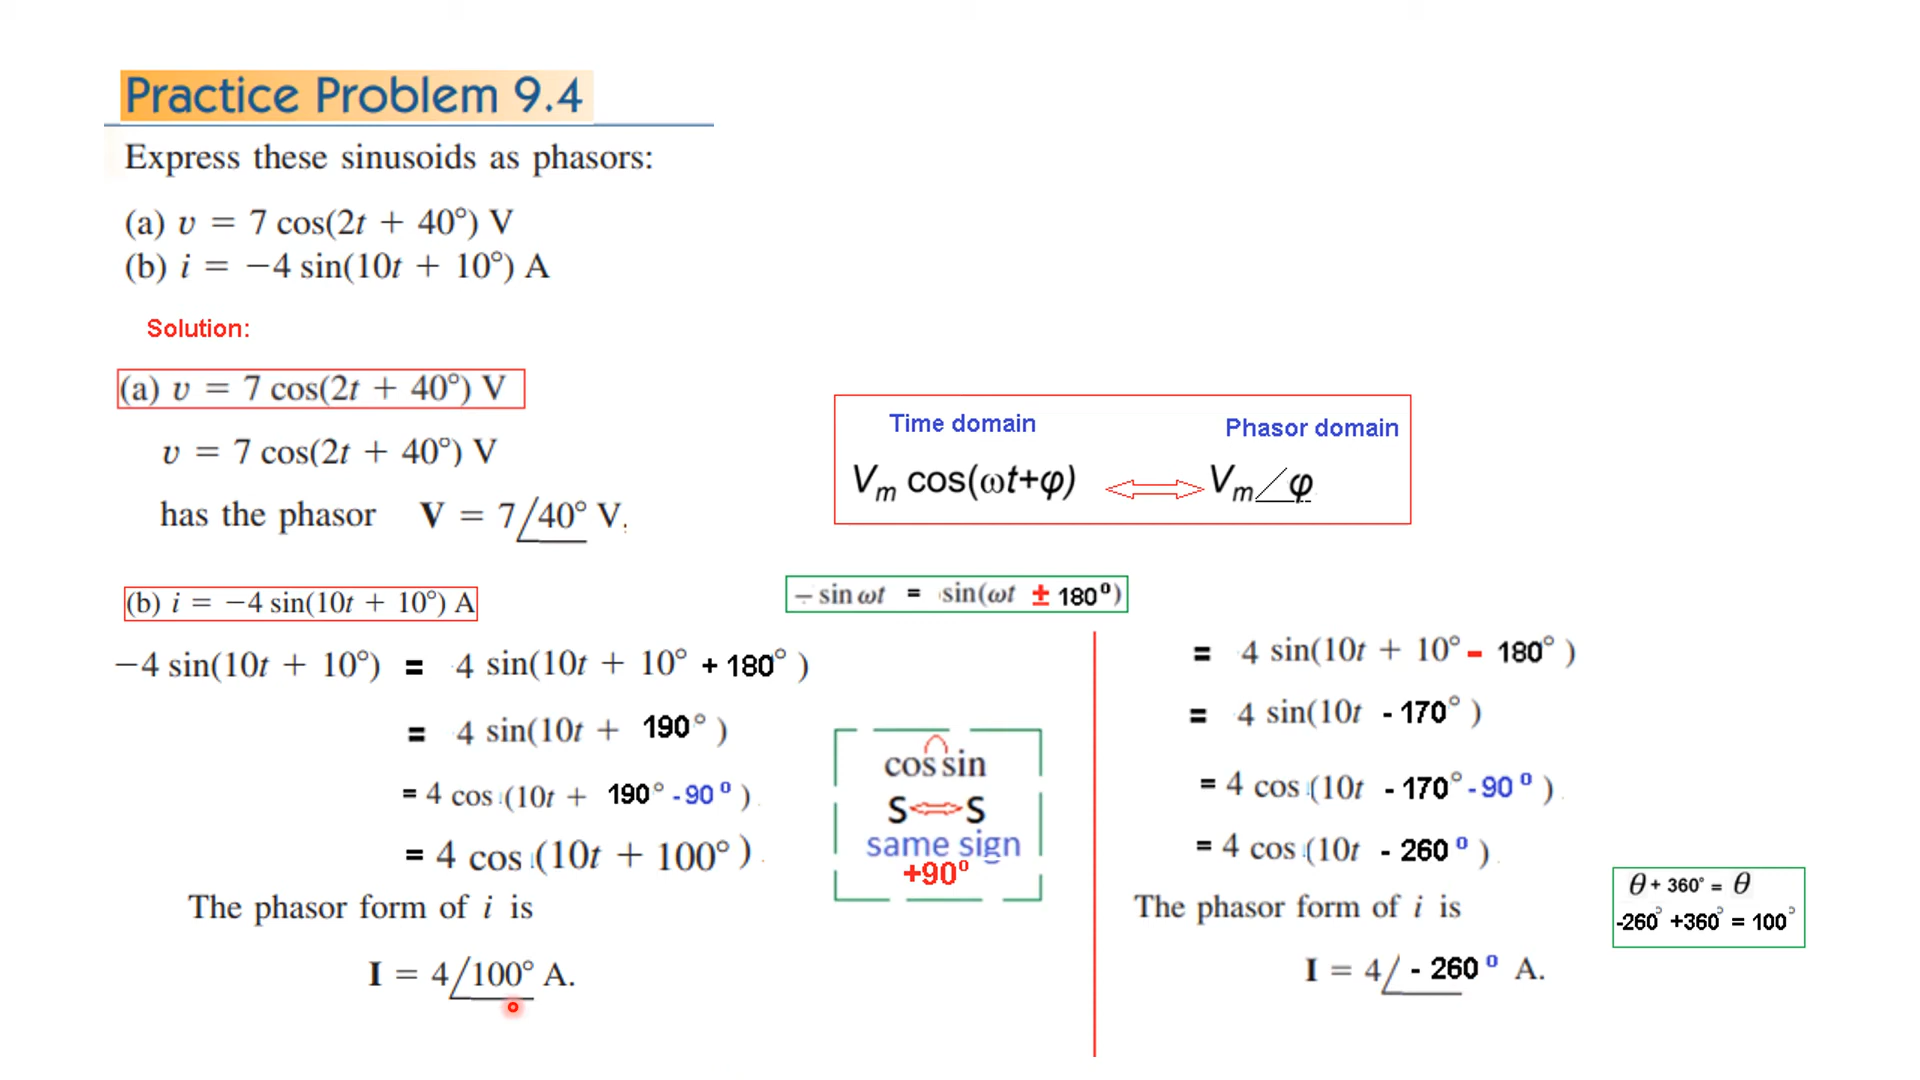 Practice Problem 9.4
Express these sinusoids as phasors:
(a) v = 7 cos(2t + 40°) V
(b) i = −4 sin(10t + 10°) A
Solution:
(a) v = 7 cos(2t + 40°) V
v = 7 cos(2t + 40°) V
has the phasor V = 7∠40° V.
Time domain Phasor domain
Vm cos(ωt+φ) ⇔ Vm∠φ
(b) i = −4 sin(10t + 10°) A
− sin ωt = sin(ωt ± 180°)
−4 sin(10t + 10°) = 4 sin(10t + 10° + 180°)
= 4 sin(10t + 190°)
= 4 cos (10t + 190° - 90°)
= 4 cos (10t + 100°)
The phasor form of i is
I = 4∠100° A.
cos sin
S ⇔ S
same sign
+90°
= 4 sin(10t + 10° - 180°)
= 4 sin(10t - 170°)
= 4 cos (10t - 170° - 90°)
= 4 cos (10t - 260°)
The phasor form of i is
I = 4∠- 260° A.
θ + 360° = θ
-260° +360° = 100°